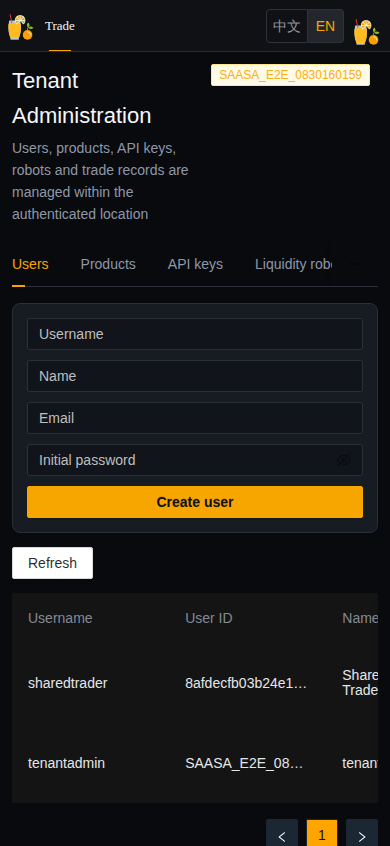 Trade
中文
EN
Tenant Administration
SAASA_E2E_0830160159
Users, products, API keys,
robots and trade records are
managed within the
authenticated location
Users
Products
API keys
Liquidity robo
Username
Name
Email
Initial password
Create user
Refresh
Username
User ID
Name
sharedtrader
8afdecfb03b24e1…
Share
Trade
tenantadmin
SAASA_E2E_08…
tenan
1